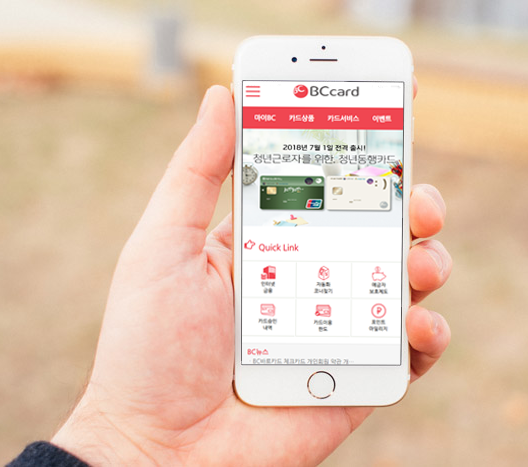 BCcard
마이BC 카드상품 카드서비스 이벤트
2018년 7월 1일 전격 출시!
청년근로자를 위한, 청년동행카드
Quick Link
인터넷
금융
자동화
코너찾기
예금자
보호제도
카드승인
내역
카드이용
한도
포인트
마일리지
BC뉴스
BC바로카드 체크카드 개인회원 약관 개…